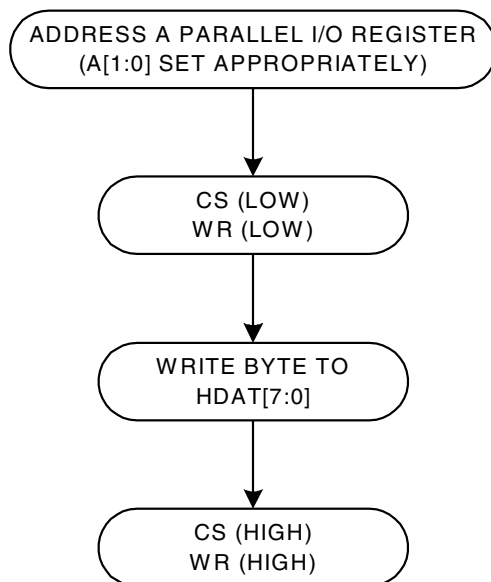 ADDRESS A PARALLEL I/O REGISTER
(A[1:0] SET APPROPRIATELY)
CS (LOW)
WR (LOW)
WRITE BYTE TO
HDAT[7:0]
CS (HIGH)
WR (HIGH)